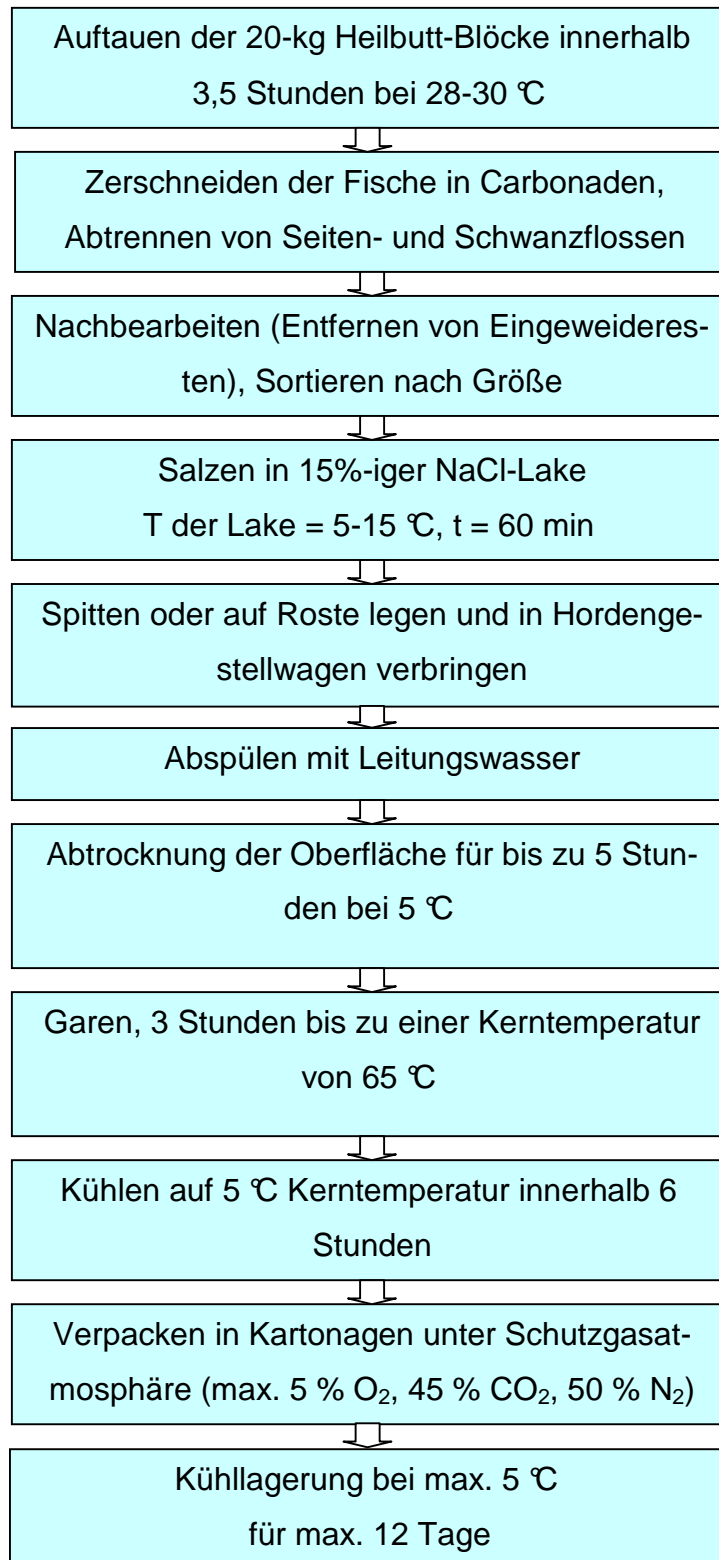 Auftauen der 20-kg Heilbutt-Blöcke innerhalb
3,5 Stunden bei 28-30 °C
Zerschneiden der Fische in Carbonaden,
Abtrennen von Seiten- und Schwanzflossen
Nachbearbeiten (Entfernen von Eingeweideres-
ten), Sortieren nach Größe
Salzen in 15%-iger NaCl-Lake
T der Lake = 5-15 °C, t = 60 min
Spitten oder auf Roste legen und in Hordenge-
stellwagen verbringen
Abspülen mit Leitungswasser
Abtrocknung der Oberfläche für bis zu 5 Stun-
den bei 5 °C
Garen, 3 Stunden bis zu einer Kerntemperatur
von 65 °C
Kühlen auf 5 °C Kerntemperatur innerhalb 6
Stunden
Verpacken in Kartonagen unter Schutzgasat-
mosphäre (max. 5 % O₂, 45 % CO₂, 50 % N₂)
Kühllagerung bei max. 5 °C
für max. 12 Tage